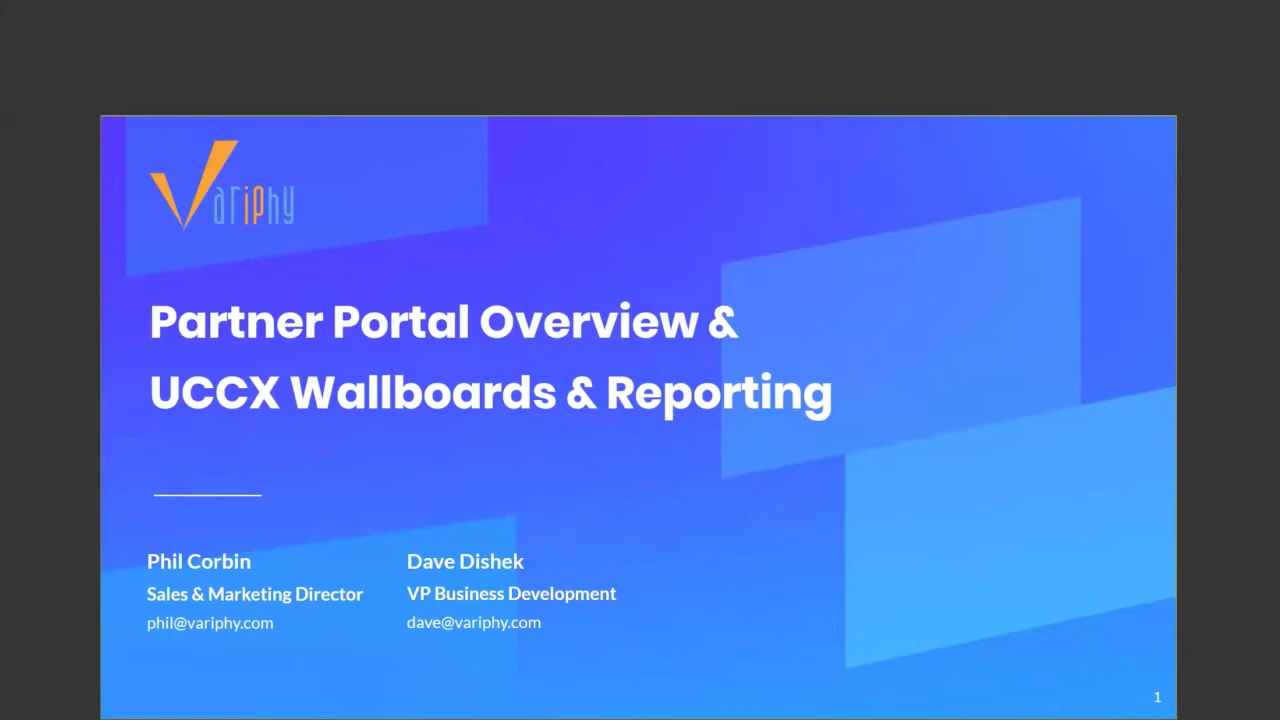 Variphy
Partner Portal Overview &
UCCX Wallboards & Reporting
Phil Corbin
Sales & Marketing Director
phil@variphy.com
Dave Dishek
VP Business Development
dave@variphy.com
1